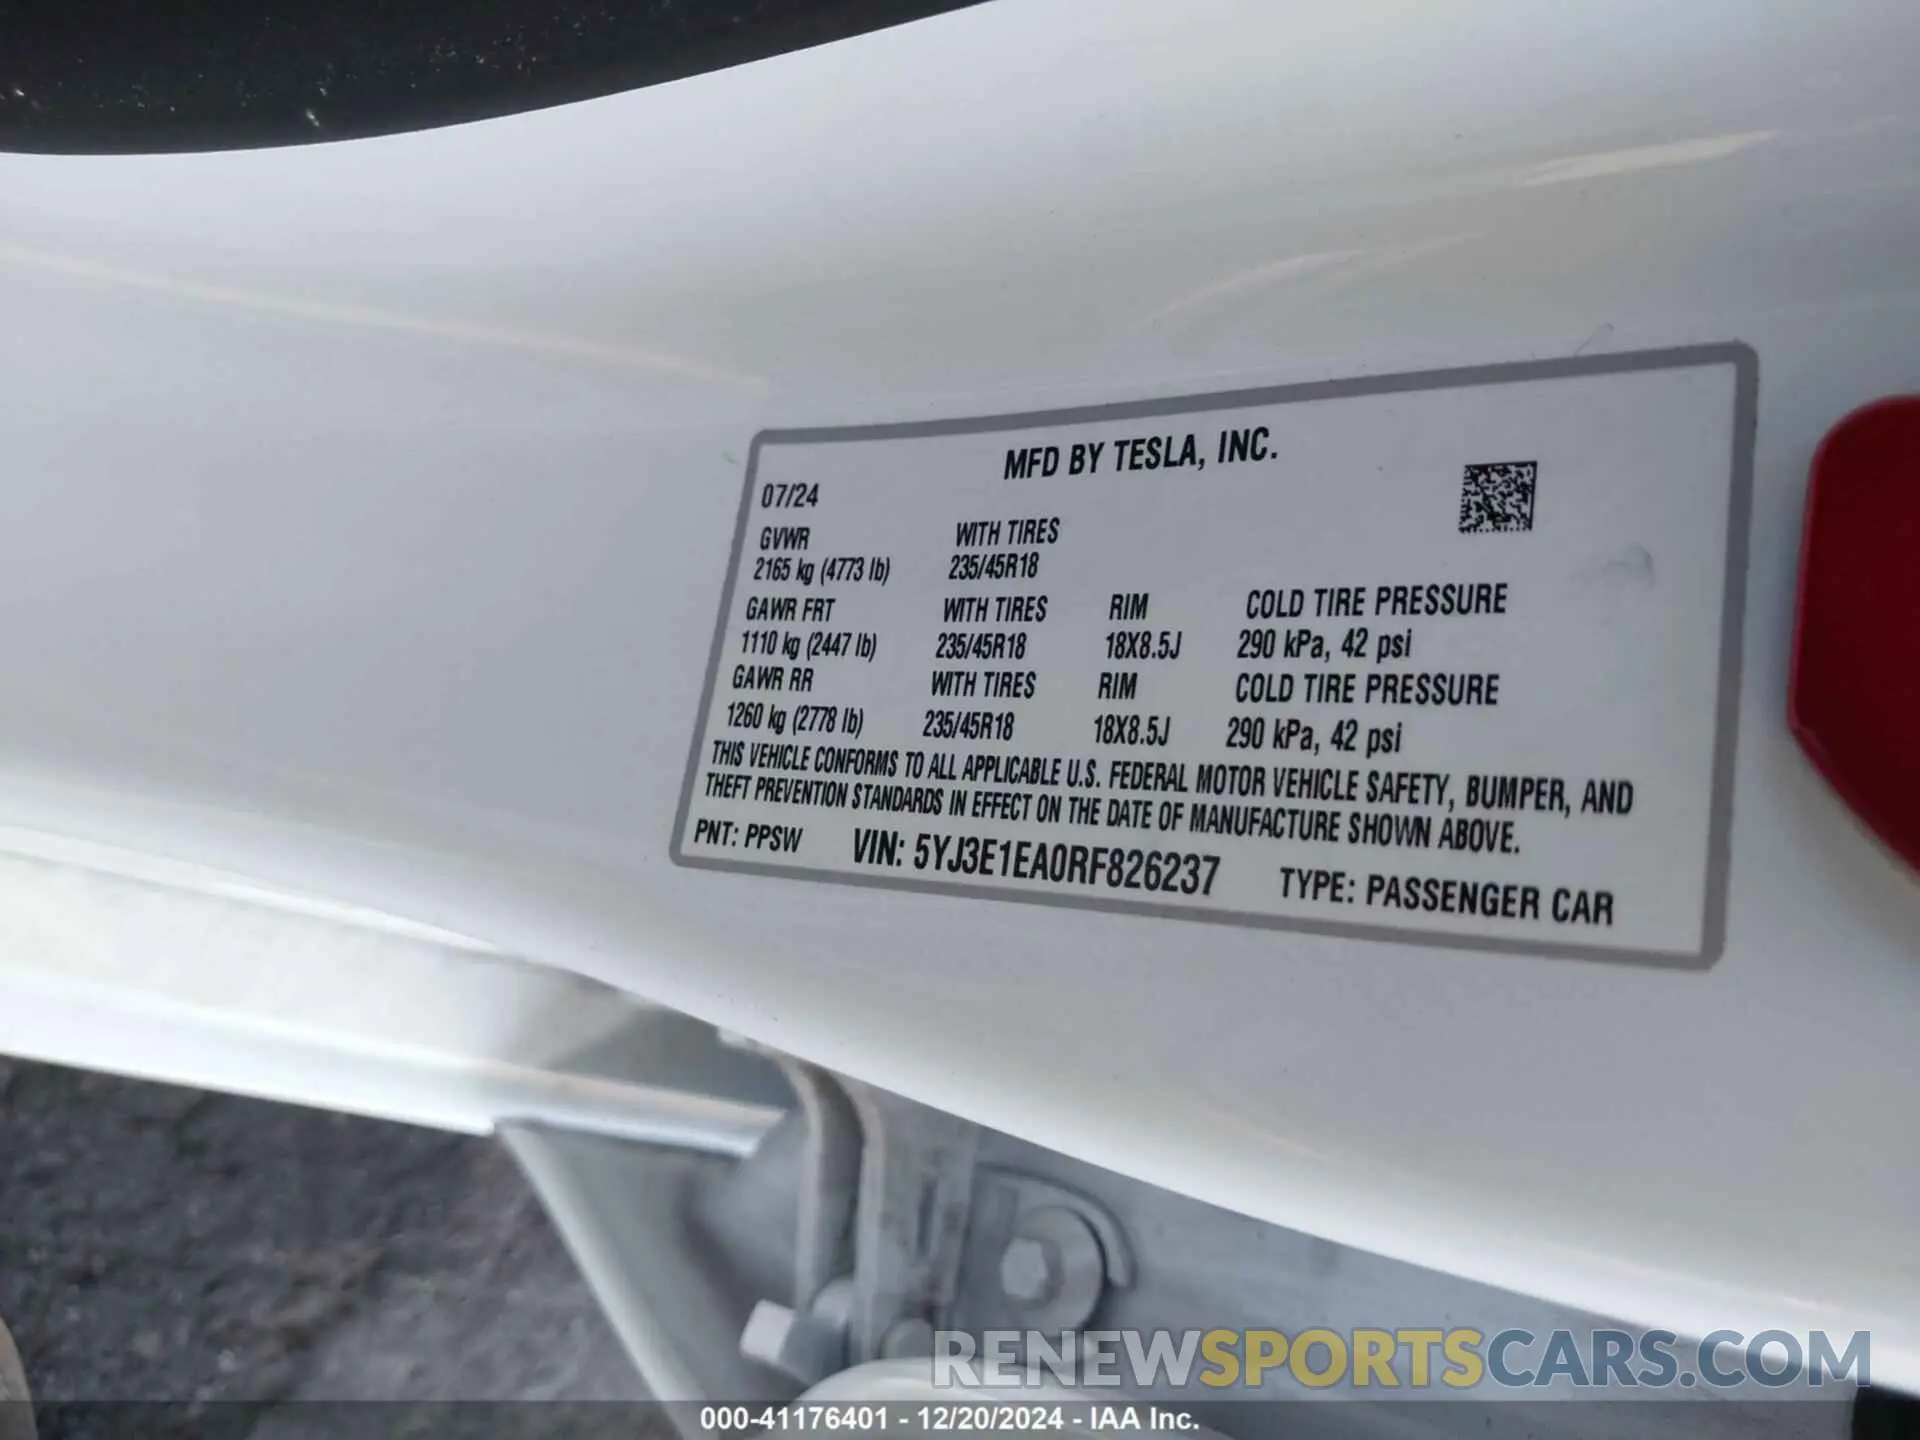 MFD BY TESLA, INC.
07/24
GVWR WITH TIRES
2165 kg (4773 lb) 235/45R18
GAWR FRT WITH TIRES RIM COLD TIRE PRESSURE
1110 kg (2447 lb) 235/45R18 18X8.5J 290 kPa, 42 psi
GAWR RR WITH TIRES RIM COLD TIRE PRESSURE
1260 kg (2778 lb) 235/45R18 18X8.5J 290 kPa, 42 psi
THIS VEHICLE CONFORMS TO ALL APPLICABLE U.S. FEDERAL MOTOR VEHICLE SAFETY, BUMPER, AND
THEFT PREVENTION STANDARDS IN EFFECT ON THE DATE OF MANUFACTURE SHOWN ABOVE.
PNT: PPSW VIN: 5YJ3E1EA0RF826237 TYPE: PASSENGER CAR
RENEWSPORTSCARS.COM
000-41176401 - 12/20/2024 - IAA Inc.